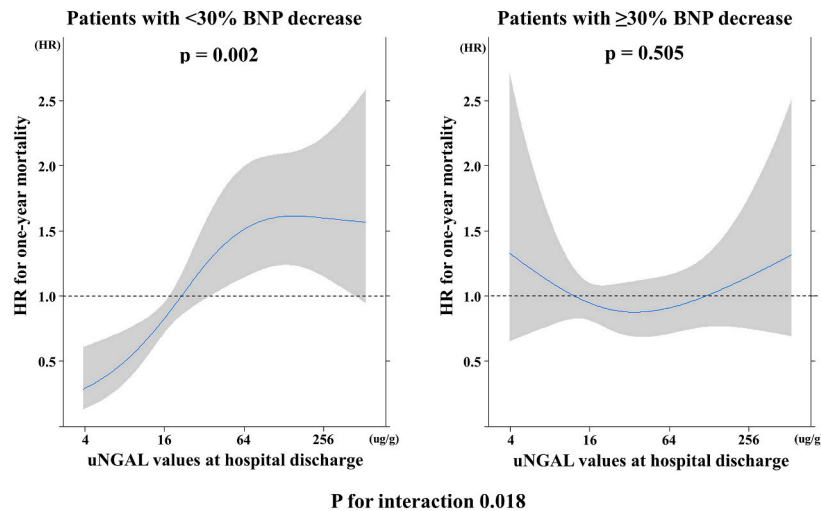 Patients with <30% BNP decrease
(HR)
p = 0.002
2.5
2.0
1.5
1.0
0.5
HR for one-year mortality
4 16 64 256 (ug/g)
uNGAL values at hospital discharge
Patients with ≥30% BNP decrease
(HR)
p = 0.505
2.5
2.0
1.5
1.0
0.5
HR for one-year mortality
4 16 64 256 (ug/g
uNGAL values at hospital discharge
P for interaction 0.018